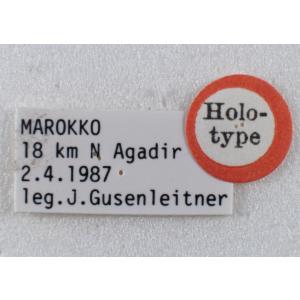 MAROKKO
18 km N Agadir
2.4.1987
leg.J.Gusenleitner
Holo-
type